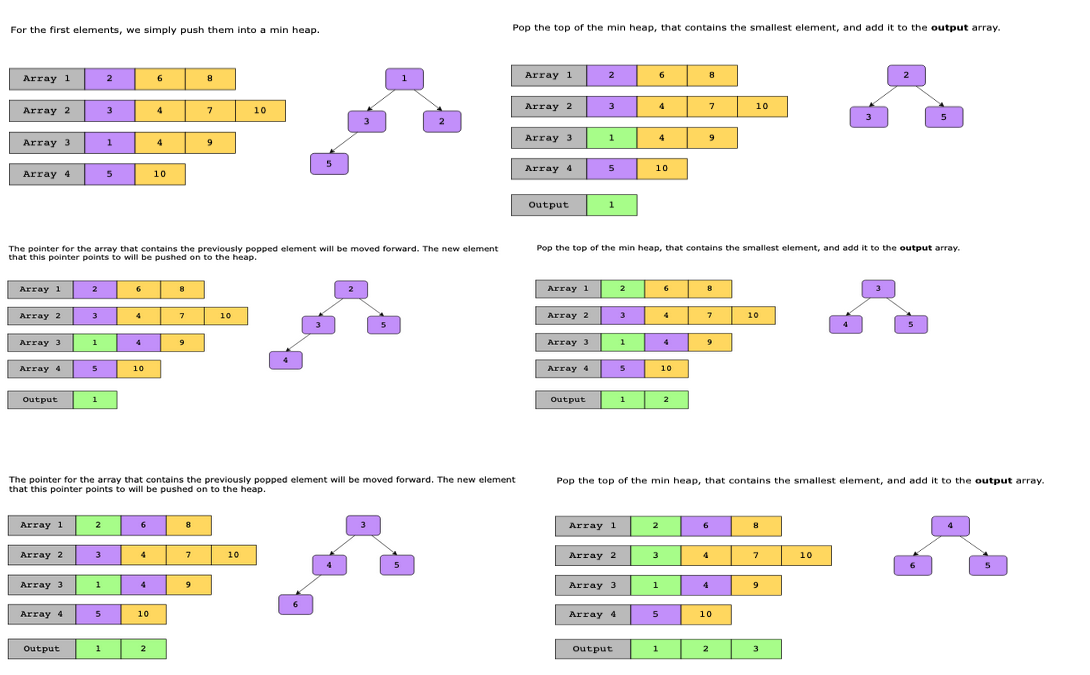 For the first elements, we simply push them into a min heap.
Array 1 2 6 8
Array 2 3 4 7 10
Array 3 1 4 9
Array 4 5 10
1
3 2
5
Pop the top of the min heap, that contains the smallest element, and add it to the output array.
Array 1 2 6 8
Array 2 3 4 7 10
Array 3 1 4 9
Array 4 5 10
Output 1
2
3 5
The pointer for the array that contains the previously popped element will be moved forward. The new element
that this pointer points to will be pushed on to the heap.
Array 1 2 6 8
Array 2 3 4 7 10
Array 3 1 4 9
Array 4 5 10
Output 1
2
3 5
4
Pop the top of the min heap, that contains the smallest element, and add it to the output array.
Array 1 2 6 8
Array 2 3 4 7 10
Array 3 1 4 9
Array 4 5 10
Output 1 2
3
4 5
The pointer for the array that contains the previously popped element will be moved forward. The new element
that this pointer points to will be pushed on to the heap.
Array 1 2 6 8
Array 2 3 4 7 10
Array 3 1 4 9
Array 4 5 10
Output 1 2
3
4 5
6
Pop the top of the min heap, that contains the smallest element, and add it to the output array.
Array 1 2 6 8
Array 2 3 4 7 10
Array 3 1 4 9
Array 4 5 10
Output 1 2 3
4
6 5